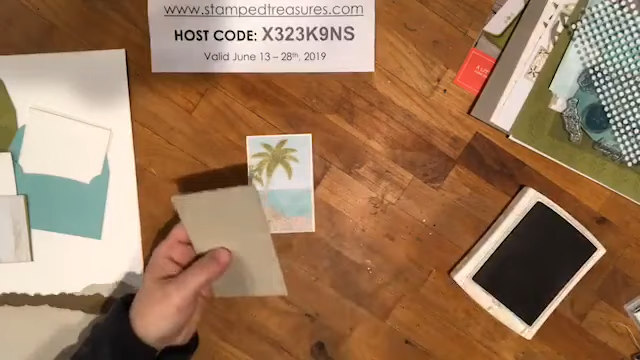 www.stampedtreasures.com
HOST CODE: X323K9NS
Valid June 13 – 28th, 2019